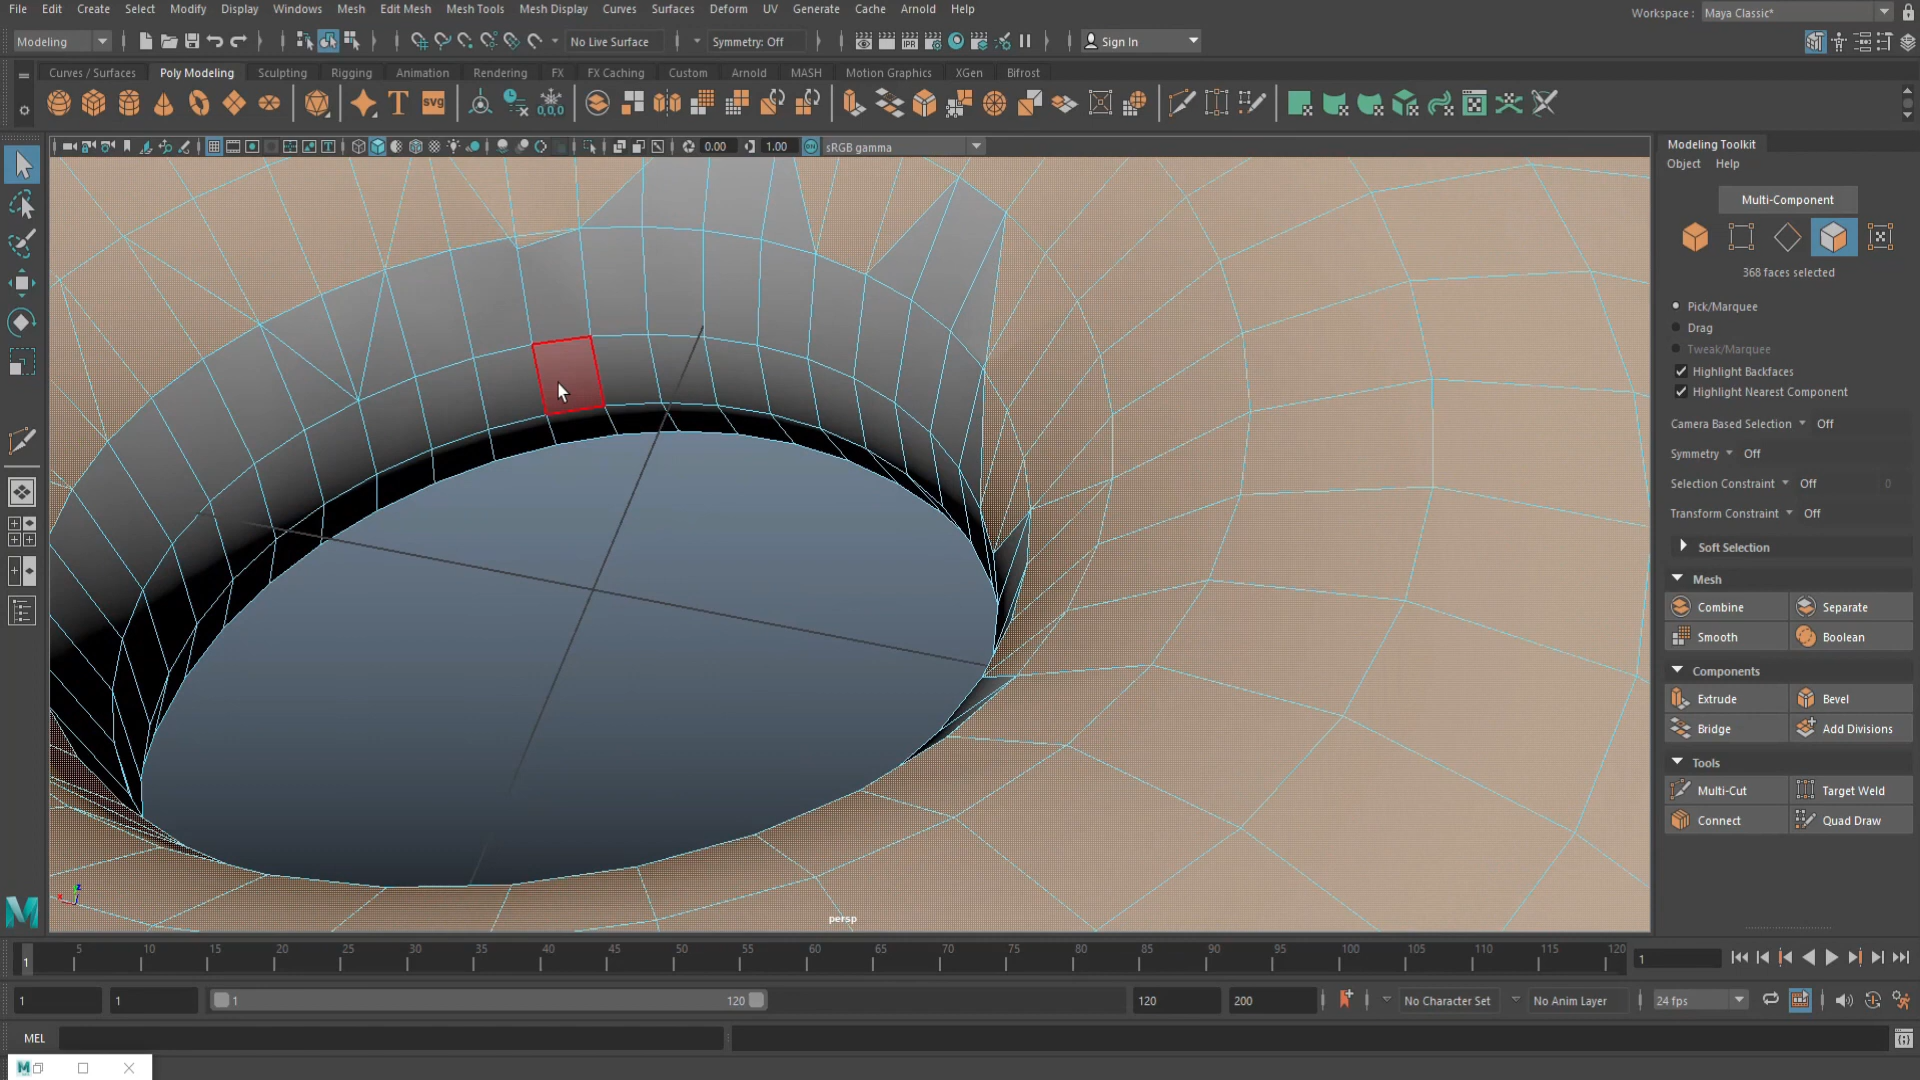 File Edit Create Select Modify Display Windows Mesh Edit Mesh Mesh Tools Mesh Display Curves Surfaces Deform UV Generate Cache Arnold Help
Workspace : Maya Classic*
Modeling No Live Surface Symmetry: Off Sign In
Curves / Surfaces Poly Modeling Sculpting Rigging Animation Rendering FX FX Caching Custom Arnold MASH Motion Graphics XGen Bifrost
T svg 0,0,0
0.00 1.00 ON sRGB gamma
Modeling Toolkit
Object Help
Multi-Component
368 faces selected
Pick/Marquee
Drag
Tweak/Marquee
Highlight Backfaces
Highlight Nearest Component
Camera Based Selection Off
Symmetry Off
Selection Constraint Off 0
Transform Constraint Off
Soft Selection
Mesh
Combine Separate
Smooth Boolean
Components
Extrude Bevel
Bridge Add Divisions
Tools
Multi-Cut Target Weld
Connect Quad Draw
persp
1 5 10 15 20 25 30 35 40 45 50 55 60 65 70 75 80 85 90 95 100 105 110 115 120 1
1 1 1 120 120 200 No Character Set No Anim Layer 24 fps
MEL